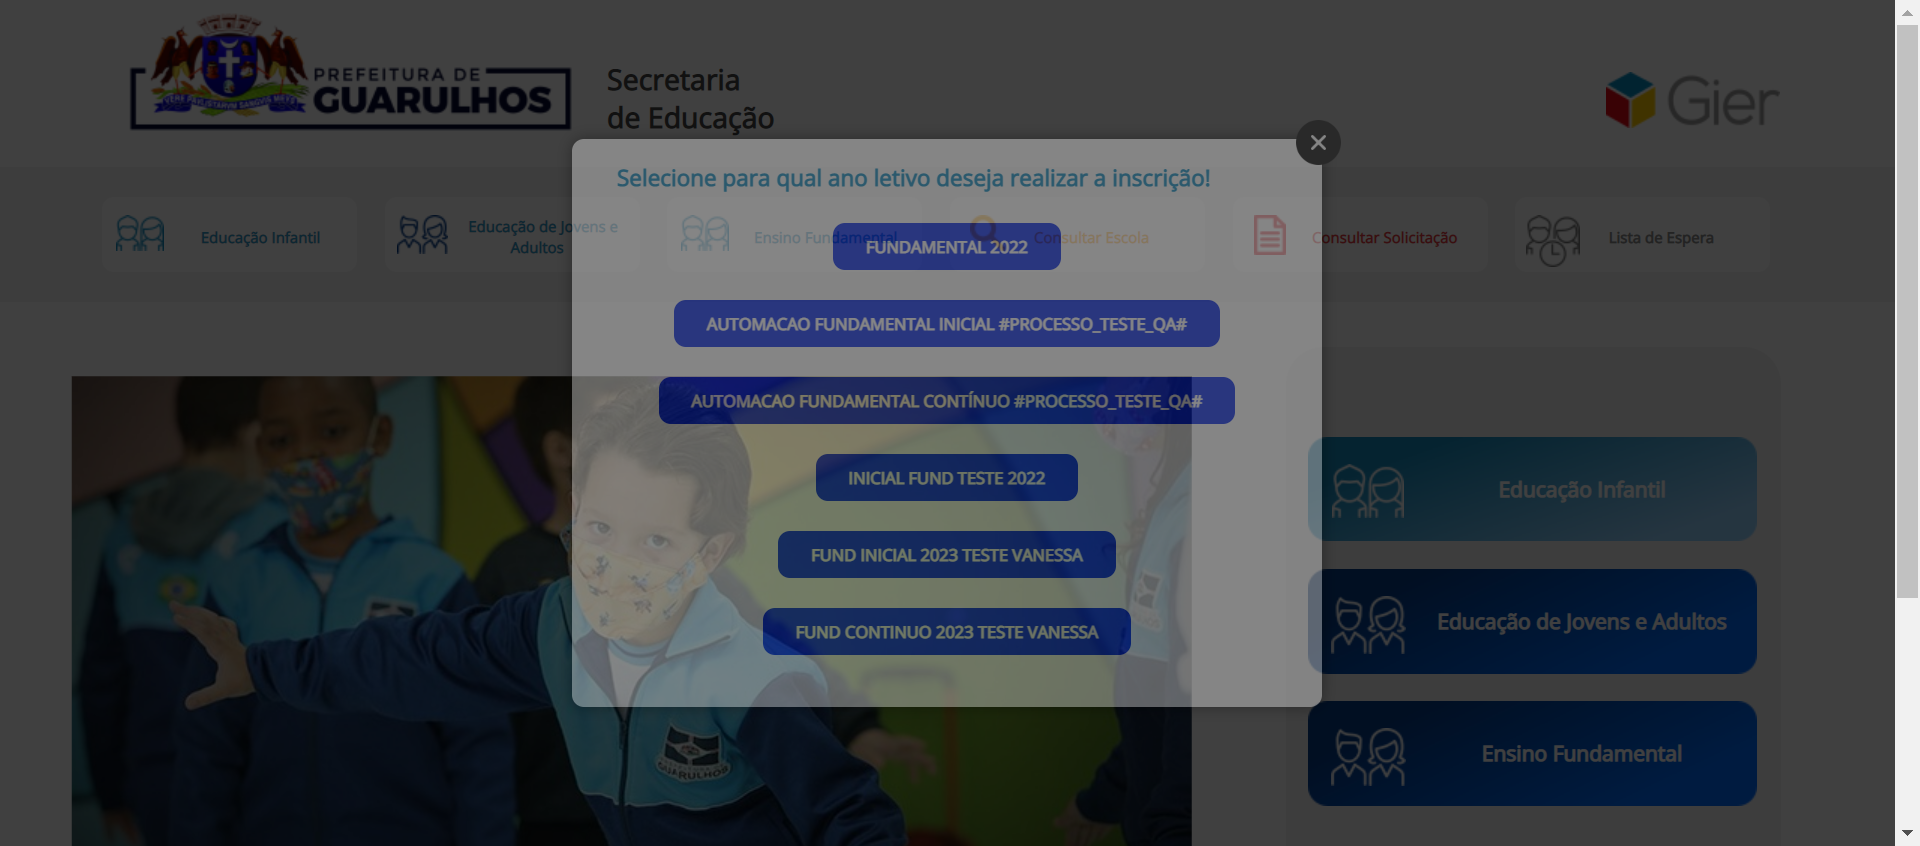 PREFEITURA DE
GUARULHOS
Secretaria
de Educação
Gier
Selecione para qual ano letivo deseja realizar a inscrição!
Educação Infantil
Educação de Jovens e
Adultos
Ensino Fundamental
Consultar Escola
Consultar Solicitação
Lista de Espera
FUNDAMENTAL 2022
AUTOMACAO FUNDAMENTAL INICIAL #PROCESSO_TESTE_QA#
AUTOMACAO FUNDAMENTAL CONTÍNUO #PROCESSO_TESTE_QA#
INICIAL FUND TESTE 2022
FUND INICIAL 2023 TESTE VANESSA
FUND CONTINUO 2023 TESTE VANESSA
Educação Infantil
Educação de Jovens e Adultos
Ensino Fundamental
GUARULHOS